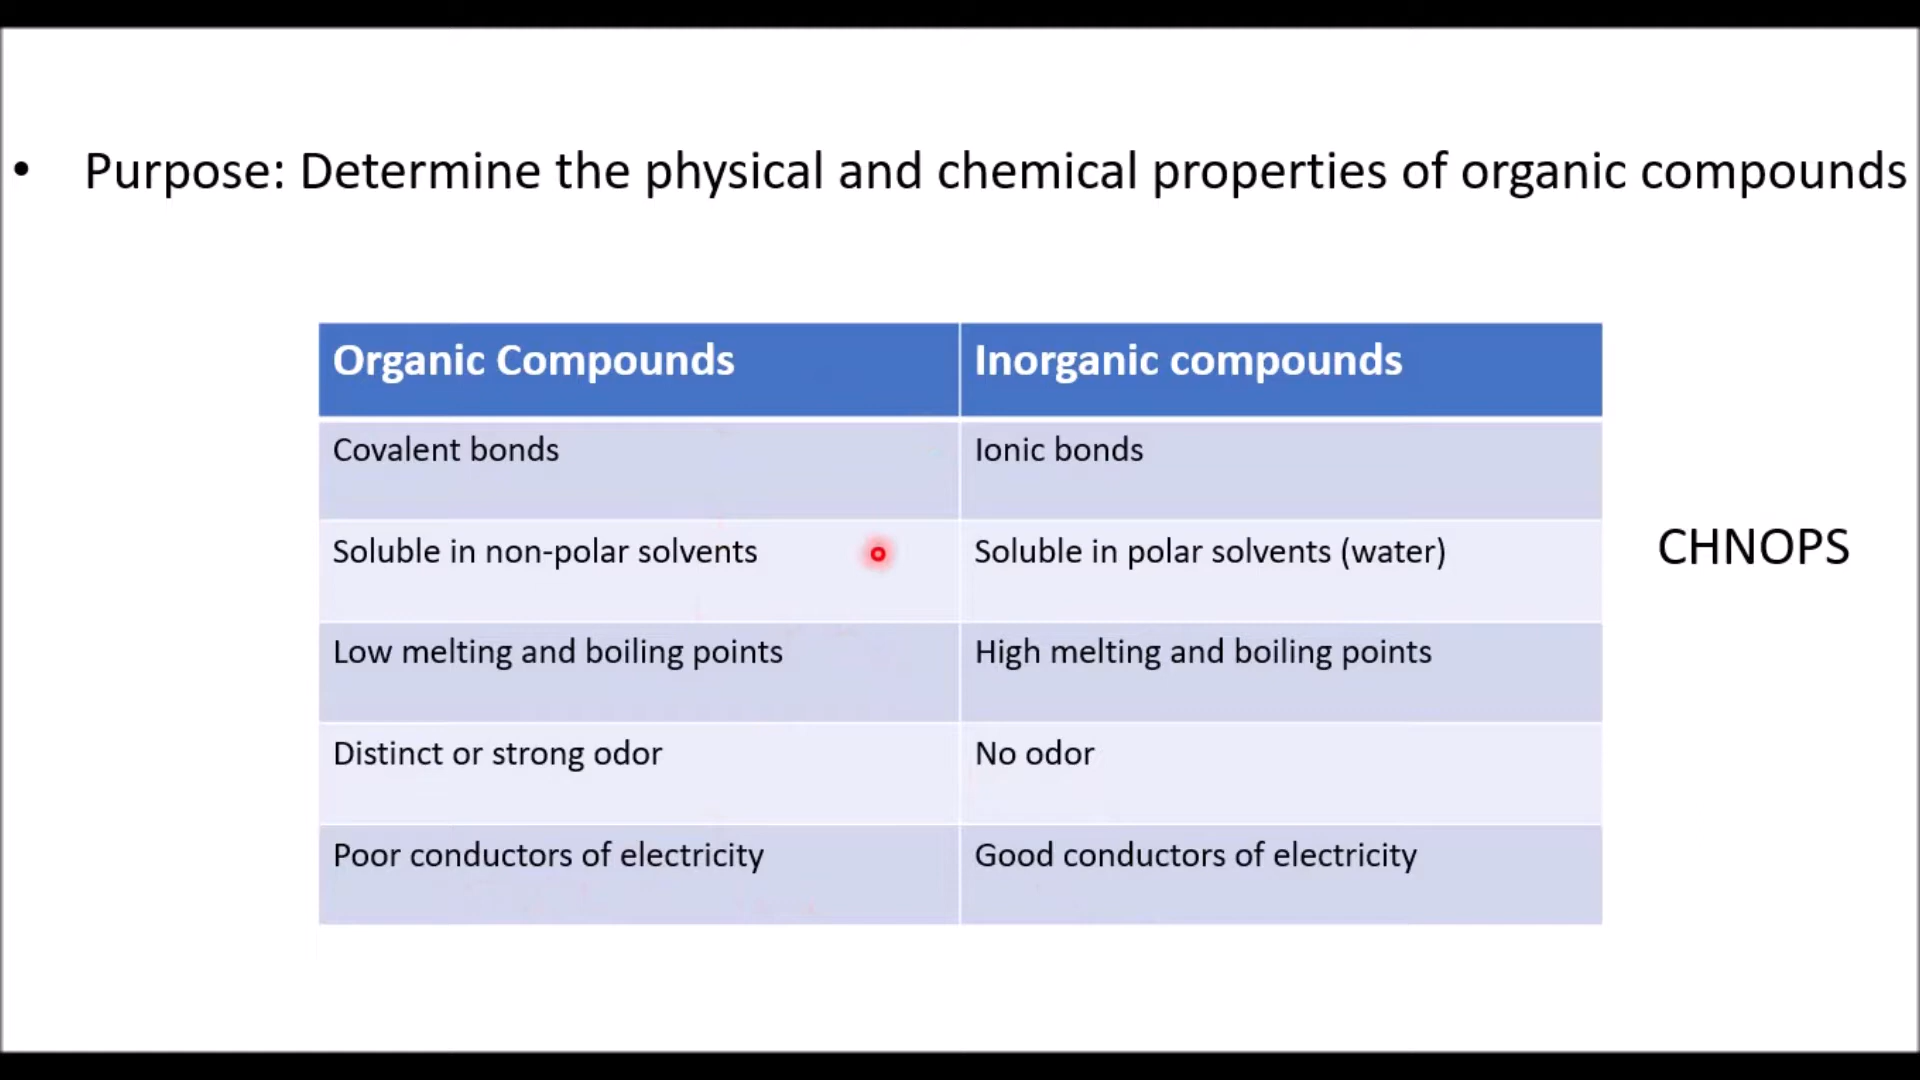 • Purpose: Determine the physical and chemical properties of organic compounds
Organic Compounds Inorganic compounds
Covalent bonds Ionic bonds
Soluble in non-polar solvents Soluble in polar solvents (water)
CHNOPS
Low melting and boiling points High melting and boiling points
Distinct or strong odor No odor
Poor conductors of electricity Good conductors of electricity